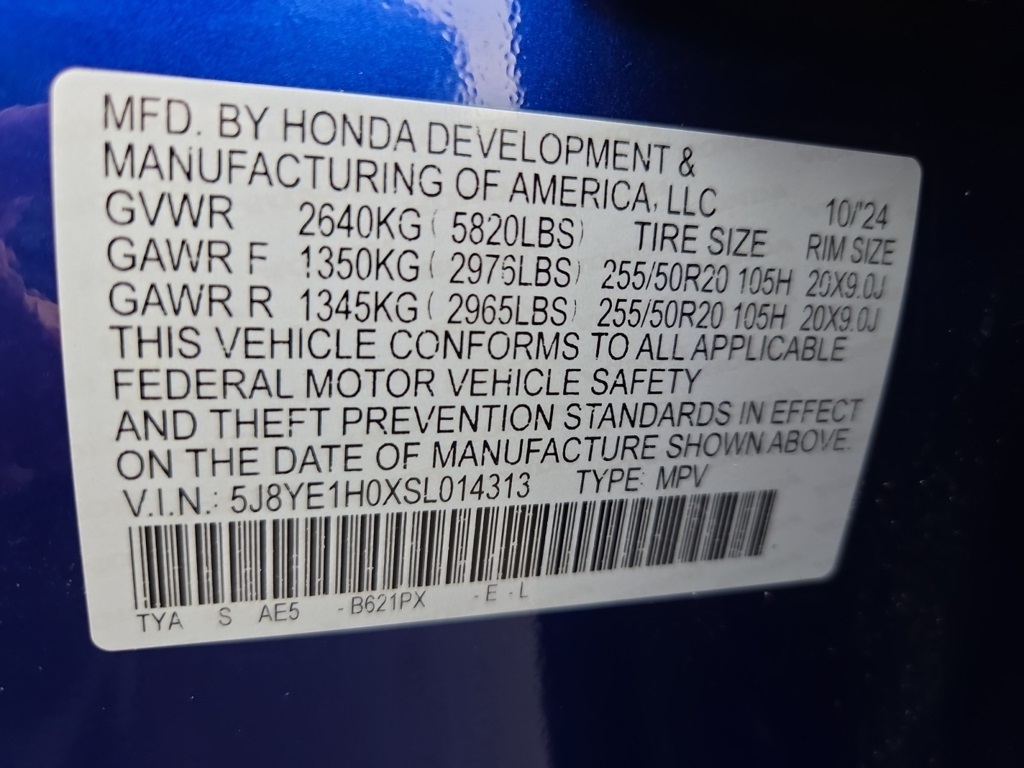 MFD. BY HONDA DEVELOPMENT &
MANUFACTURING OF AMERICA, LLC 10/'24
GVWR 2640KG ( 5820LBS) TIRE SIZE RIM SIZE
GAWR F 1350KG ( 2976LBS) 255/50R20 105H 20X9.0J
GAWR R 1345KG ( 2965LBS) 255/50R20 105H 20X9.0J
THIS VEHICLE CONFORMS TO ALL APPLICABLE
FEDERAL MOTOR VEHICLE SAFETY
AND THEFT PREVENTION STANDARDS IN EFFECT
ON THE DATE OF MANUFACTURE SHOWN ABOVE.
V.I.N.: 5J8YE1H0XSL014313 TYPE: MPV
TYA S AE5 -B621PX -E -L